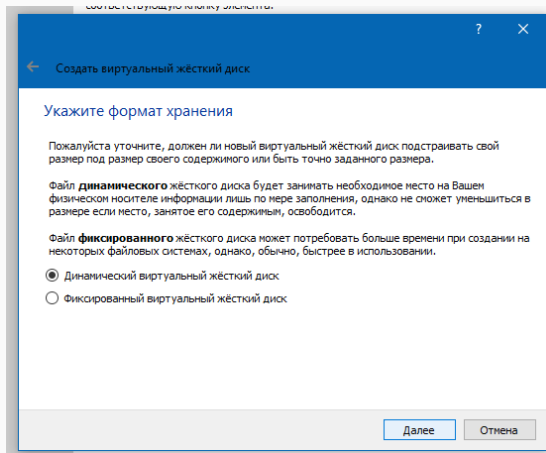 соответствующую кнопку элемента.
?
Создать виртуальный жёсткий диск
Укажите формат хранения
Пожалуйста уточните, должен ли новый виртуальный жёсткий диск подстраивать свой
размер под размер своего содержимого или быть точно заданного размера.
Файл динамического жёсткого диска будет занимать необходимое место на Вашем
физическом носителе информации лишь по мере заполнения, однако не сможет уменьшиться в
размере если место, занятое его содержимым, освободится.
Файл фиксированного жёсткого диска может потребовать больше времени при создании на
некоторых файловых системах, однако, обычно, быстрее в использовании.
Динамический виртуальный жёсткий диск
Фиксированный виртуальный жёсткий диск
Далее Отмена